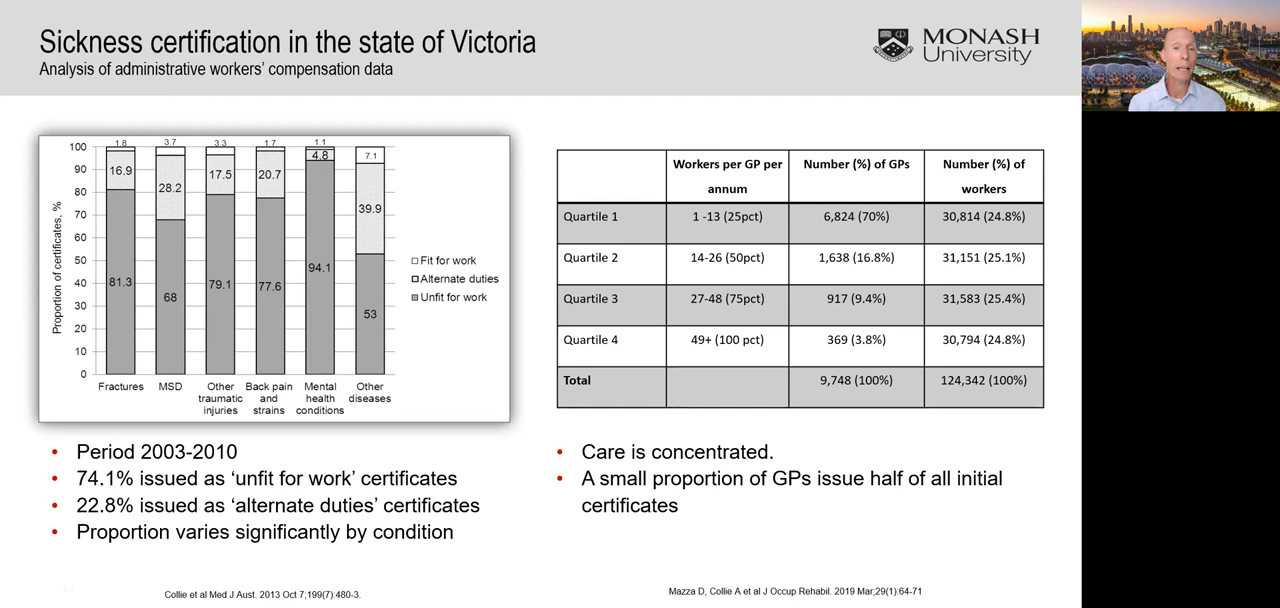 Sickness certification in the state of Victoria
Analysis of administrative workers' compensation data
MONASH
University
Proportion of certificates, %
100
90
80
70
60
50
40
30
20
10
0
1.8
3.7
3.3
1.7
1.1
7.1
16.9
28.2
17.5
20.7
4.8
39.9
81.3
68
79.1
77.6
94.1
53
Fractures
MSD
Other traumatic injuries
Back pain and strains
Mental health conditions
Other diseases
Fit for work
Alternate duties
Unfit for work
Workers per GP per annum
Number (%) of GPs
Number (%) of workers
Quartile 1 1 -13 (25pct) 6,824 (70%) 30,814 (24.8%)
Quartile 2 14-26 (50pct) 1,638 (16.8%) 31,151 (25.1%)
Quartile 3 27-48 (75pct) 917 (9.4%) 31,583 (25.4%)
Quartile 4 49+ (100 pct) 369 (3.8%) 30,794 (24.8%)
Total 9,748 (100%) 124,342 (100%)
• Period 2003-2010
• 74.1% issued as 'unfit for work' certificates
• 22.8% issued as 'alternate duties' certificates
• Proportion varies significantly by condition
• Care is concentrated.
• A small proportion of GPs issue half of all initial
certificates
Collie et al Med J Aust. 2013 Oct 7;199(7):480-3.
Mazza D, Collie A et al J Occup Rehabil. 2019 Mar;29(1):64-71